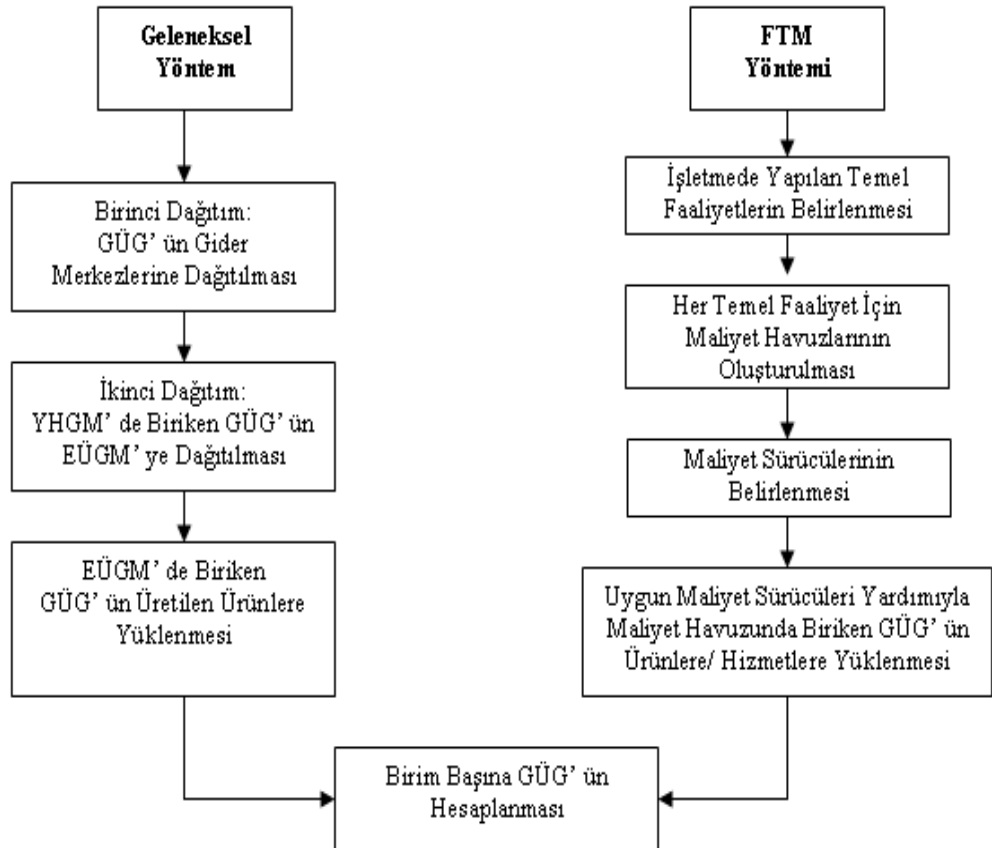 Geleneksel
Yöntem
Birinci Dağıtım:
GÜG’ ün Gider
Merkezlerine Dağıtılması
İkinci Dağıtım:
YHGM’ de Biriken GÜG’ ün
EÜGM’ ye Dağıtılması
EÜGM’ de Biriken
GÜG’ ün Üretilen Ürünlere
Yüklenmesi
FTM
Yöntemi
İşletmede Yapılan Temel
Faaliyetlerin Belirlenmesi
Her Temel Faaliyet İçin
Maliyet Havuzlarının
Oluşturulması
Maliyet Sürücülerinin
Belirlenmesi
Uygun Maliyet Sürücüleri Yardımıyla
Maliyet Havuzunda Biriken GÜG’ ün
Ürünlere/ Hizmetlere Yüklenmesi
Birim Başına GÜG’ ün
Hesaplanması